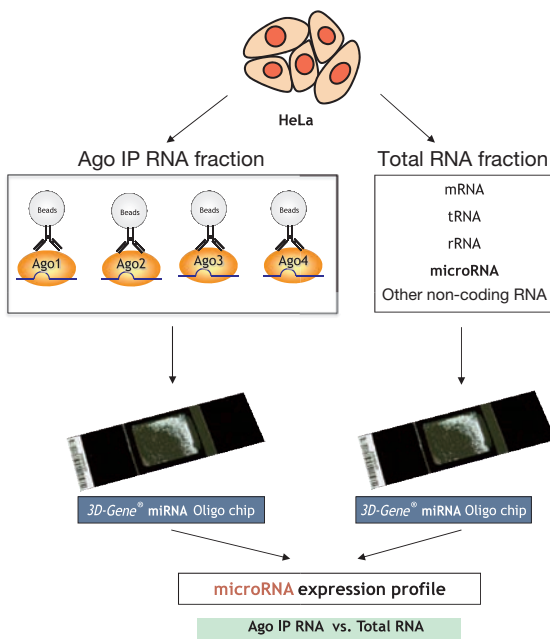 HeLa
Ago IP RNA fraction
Beads
Beads
Beads
Beads
Ago1
Ago2
Ago3
Ago4
Total RNA fraction
mRNA
tRNA
rRNA
microRNA
Other non-coding RNA
3D-Gene® miRNA Oligo chip
3D-Gene® miRNA Oligo chip
microRNA expression profile
Ago IP RNA vs. Total RNA